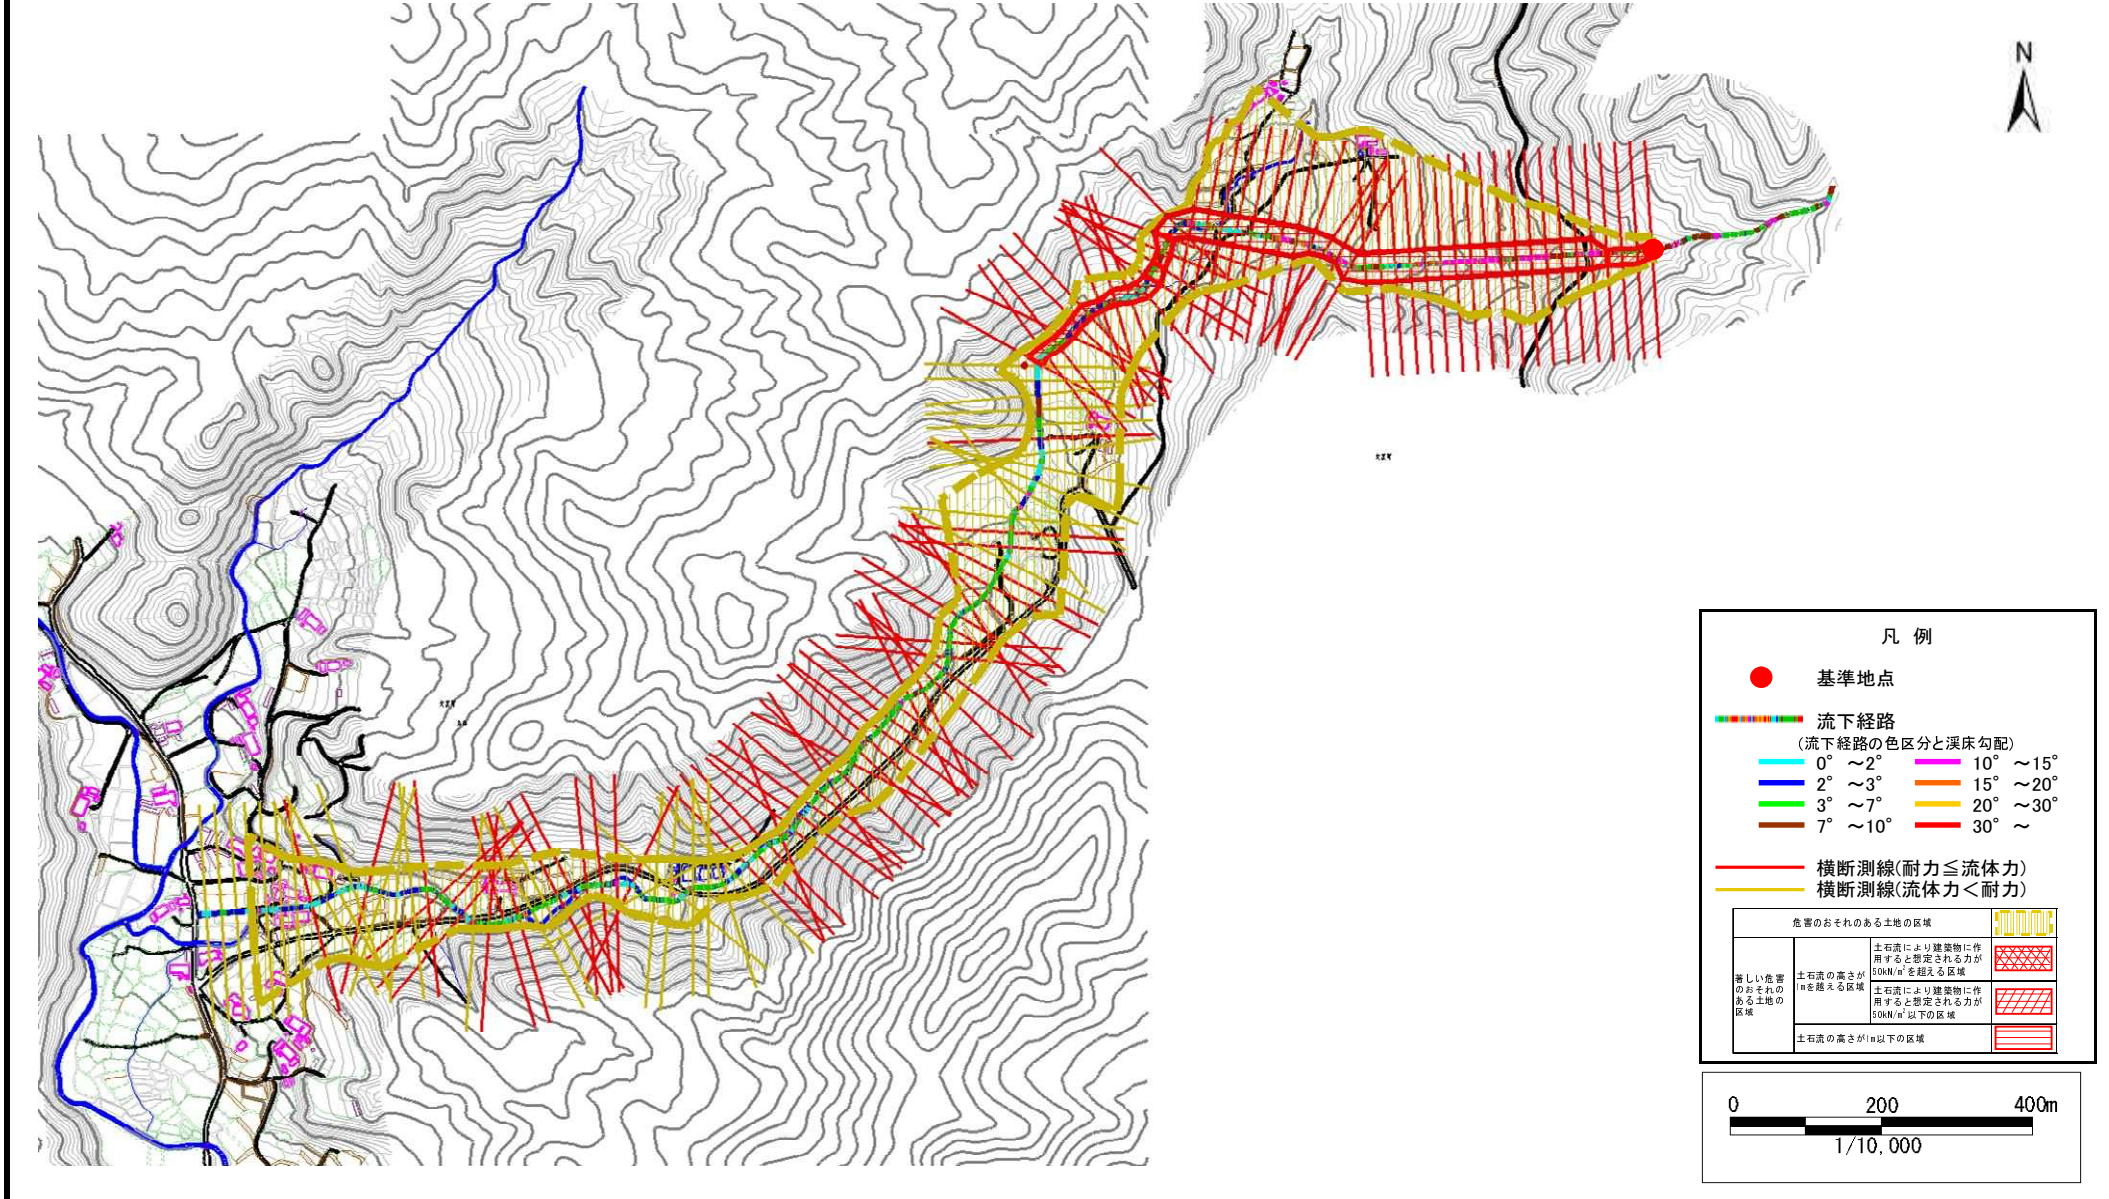 N
凡 例
基準地点
流下経路
(流下経路の色区分と渓床勾配)
0° ～2° 10° ～15°
2° ～3° 15° ～20°
3° ～7° 20° ～30°
7° ～10° 30° ～
横断測線(耐力≦流体力)
横断測線(流体力＜耐力)
危害のおそれのある土地の区域
著しい危害
のおそれの
ある土地の
区域
土石流の高さが
1mを越える区域
土石流により建築物に作
用すると想定される力が
50kN/m²を超える区域
土石流により建築物に作
用すると想定される力が
50kN/m²以下の区域
土石流の高さが1m以下の区域
0 200 400m
1/10,000